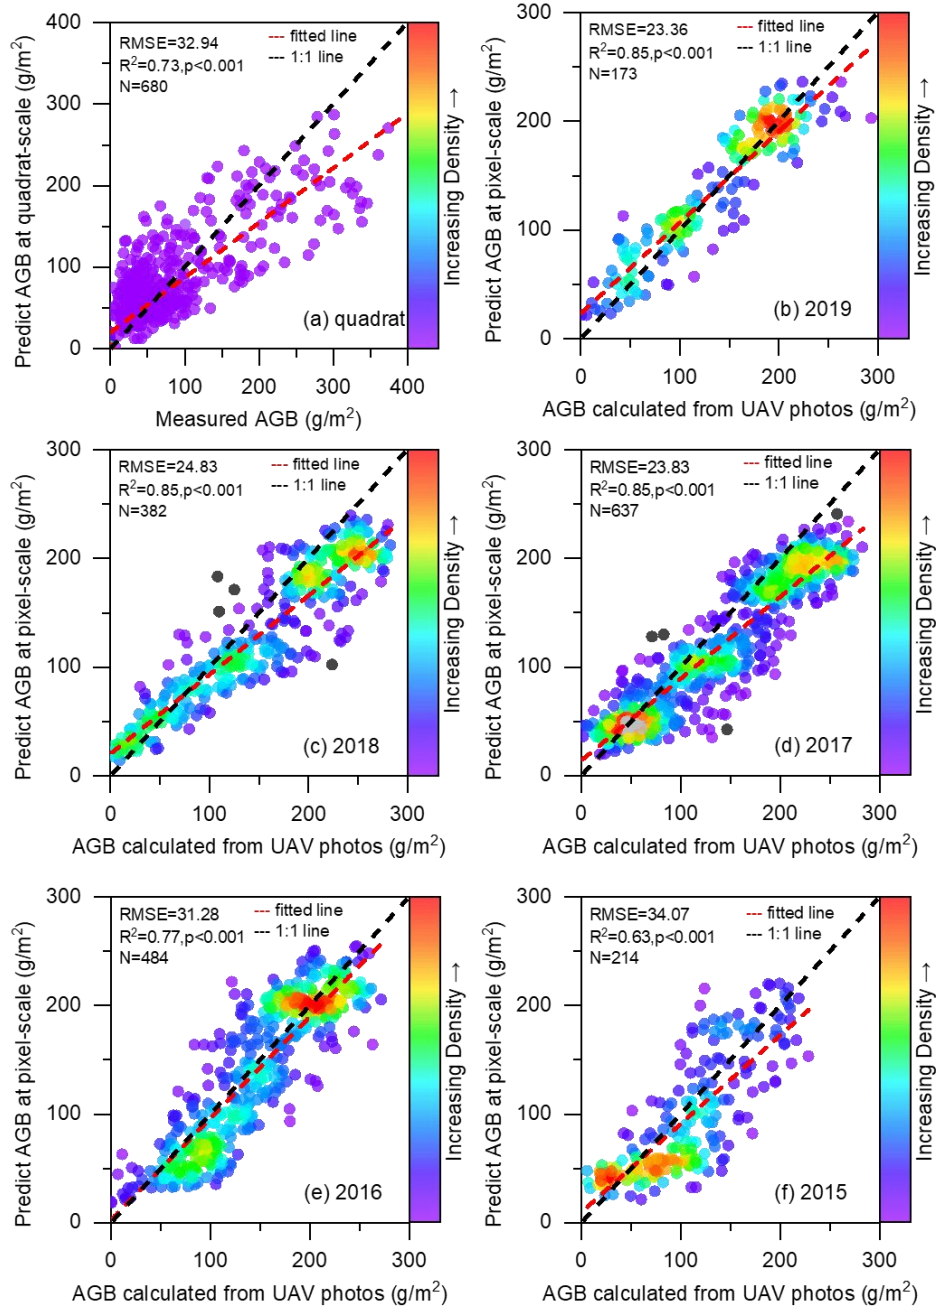 400
300
200
100
0
Predict AGB at quadrat-scale (g/m²)
RMSE=32.94
R²=0.73,p<0.001
N=680
fitted line
1:1 line
(a) quadrat
Increasing Density →
0 100 200 300 400
Measured AGB (g/m²)
300
200
100
0
Predict AGB at pixel-scale (g/m²)
RMSE=23.36
R²=0.85,p<0.001
N=173
fitted line
1:1 line
(b) 2019
Increasing Density →
0 100 200 300
AGB calculated from UAV photos (g/m²)
300
200
100
0
Predict AGB at pixel-scale (g/m²)
RMSE=24.83
R²=0.85,p<0.001
N=382
fitted line
1:1 line
(c) 2018
Increasing Density →
0 100 200 300
AGB calculated from UAV photos (g/m²)
300
200
100
0
Predict AGB at pixel-scale (g/m²)
RMSE=23.83
R²=0.85,p<0.001
N=637
fitted line
1:1 line
(d) 2017
Increasing Density →
0 100 200 300
AGB calculated from UAV photos (g/m²)
300
200
100
0
Predict AGB at pixel-scale (g/m²)
RMSE=31.28
R²=0.77,p<0.001
N=484
fitted line
1:1 line
(e) 2016
Increasing Density →
0 100 200 300
AGB calculated from UAV photos (g/m²)
300
200
100
0
Predict AGB at pixel-scale (g/m²)
RMSE=34.07
R²=0.63,p<0.001
N=214
fitted line
1:1 line
(f) 2015
Increasing Density →
0 100 200 300
AGB calculated from UAV photos (g/m²)